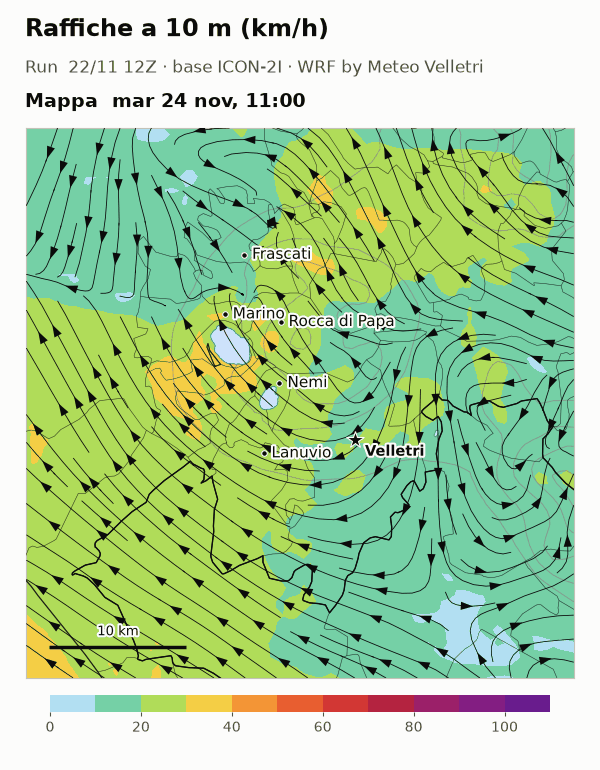 Raffiche a 10 m (km/h)
Run  22/11 12Z · base ICON-2I · WRF by Meteo Velletri
Mappa  mar 24 nov, 11:00
Frascati
Marino
Rocca di Papa
Nemi
Velletri
Lanuvio
10 km
0 20 40 60 80 100